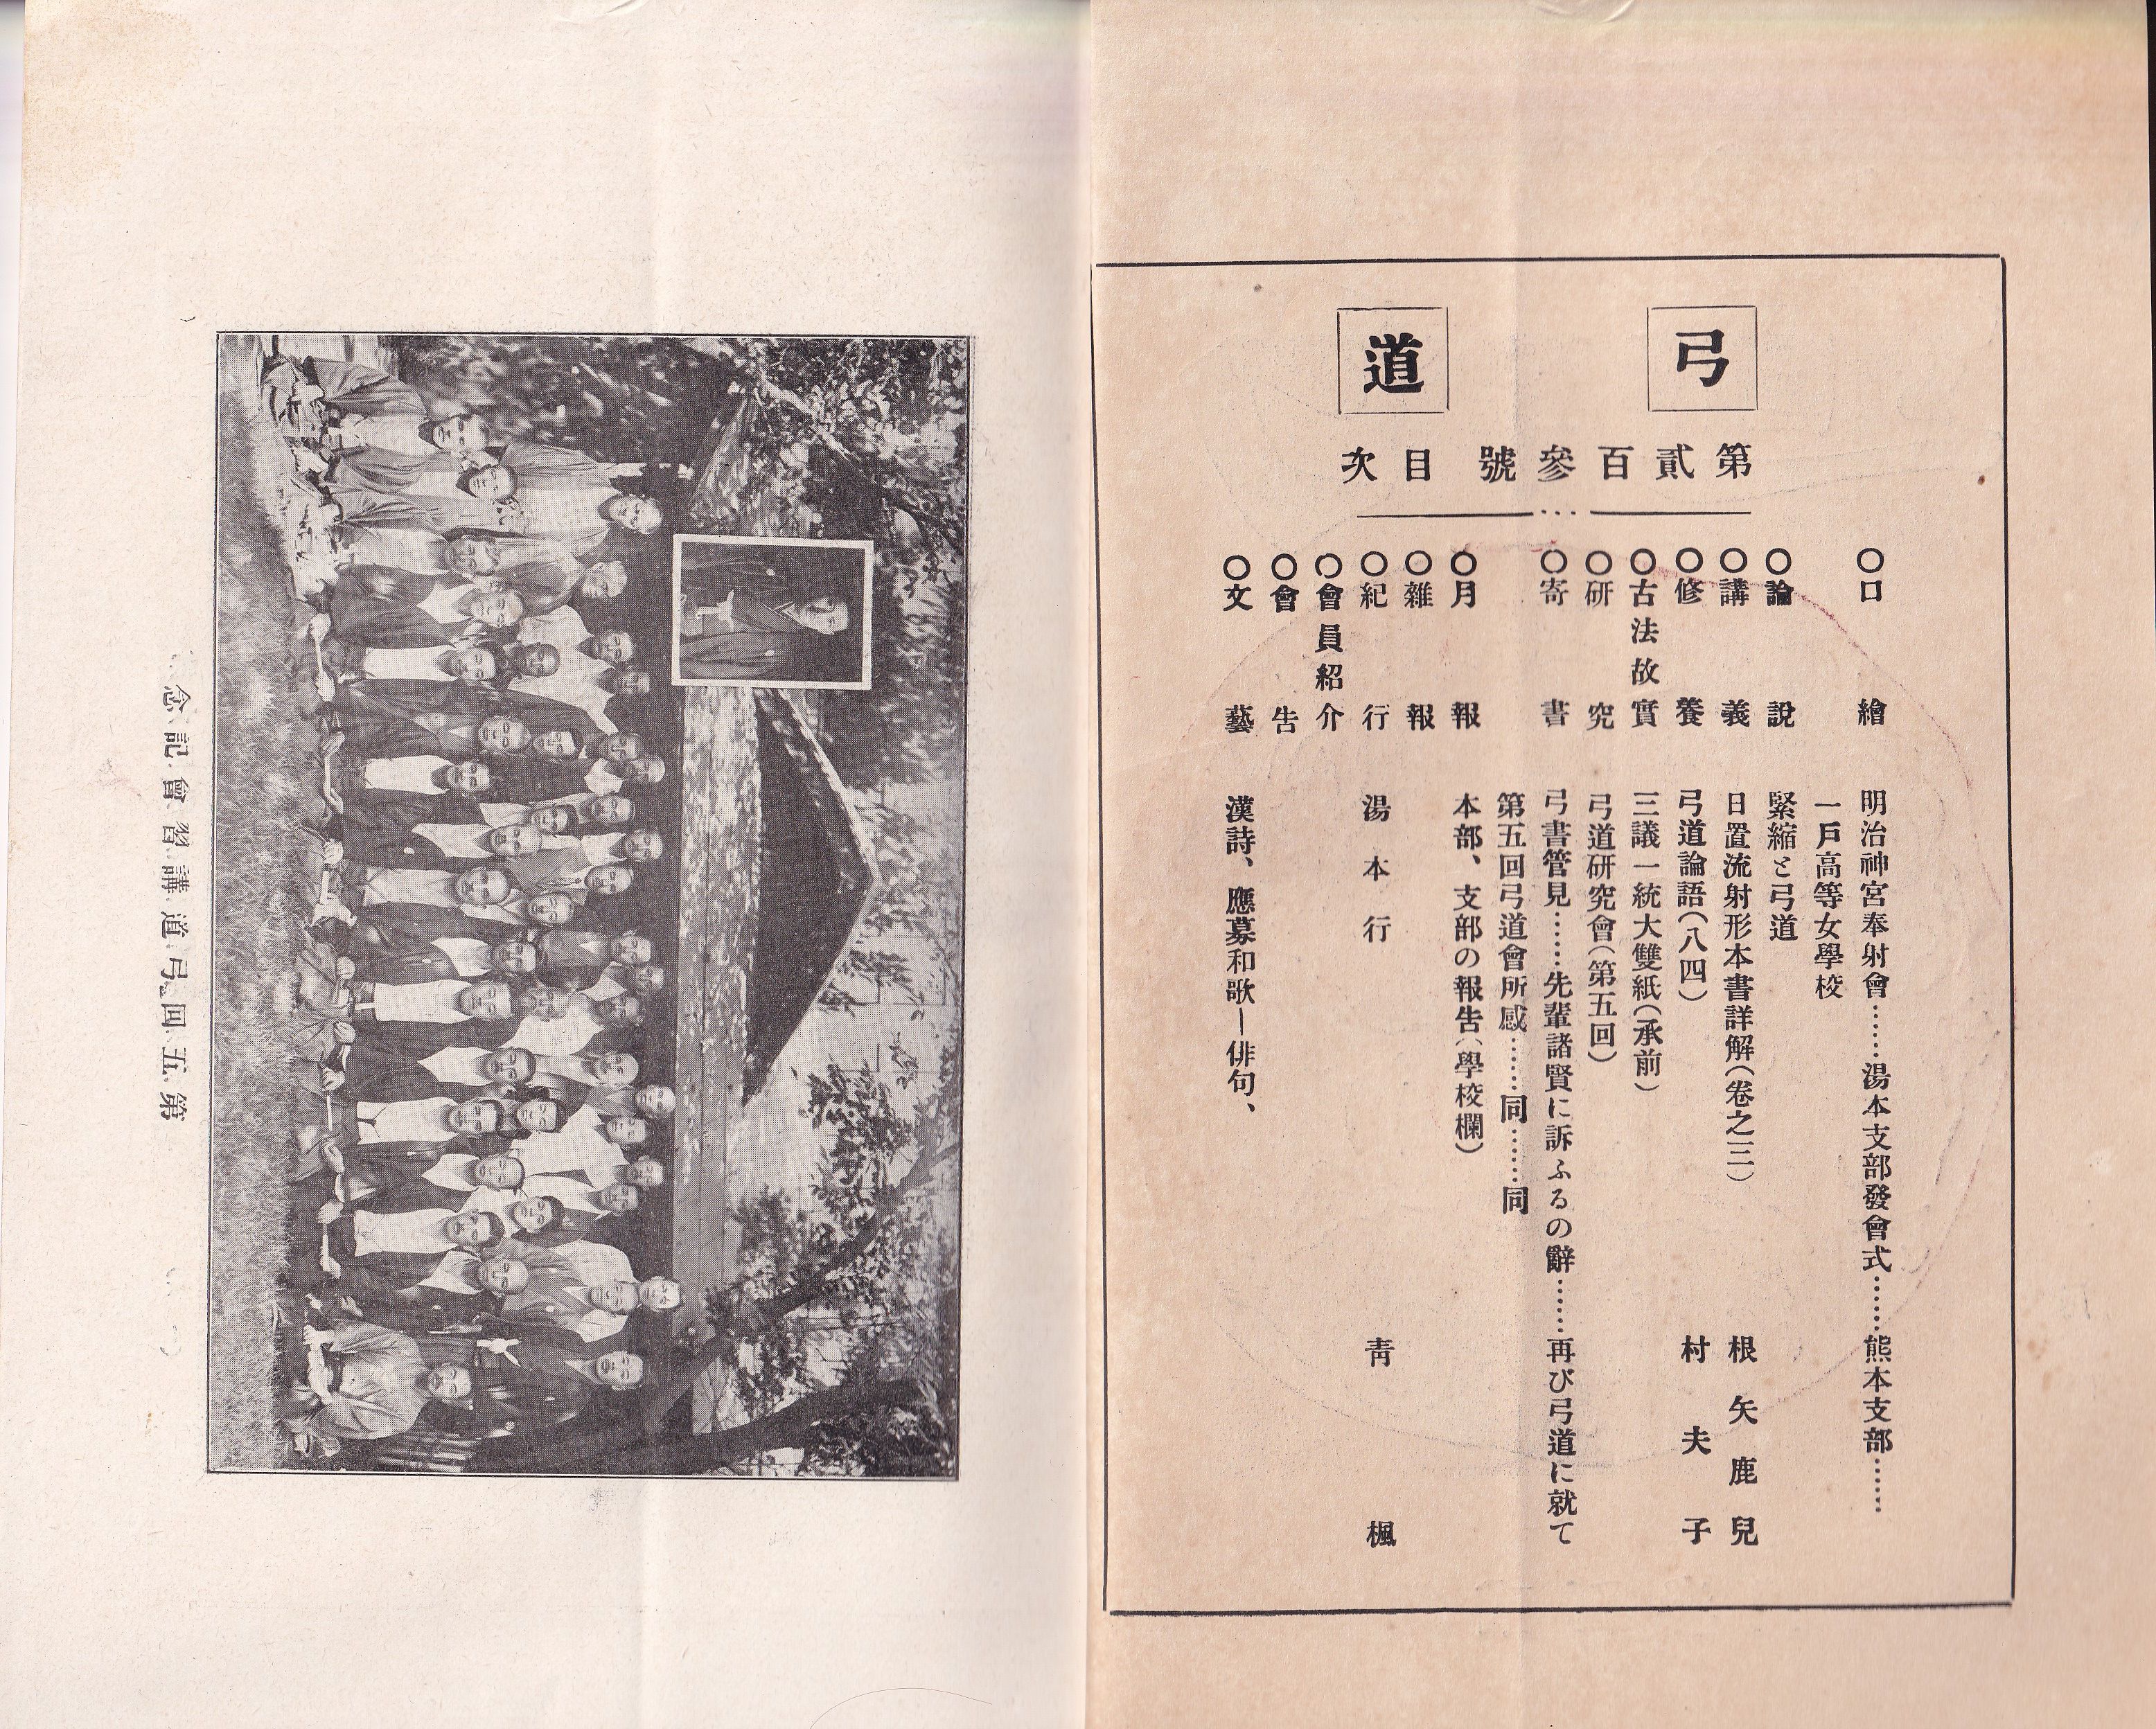 弓道
第貳百參號目次
○口繪 明治神宮奉射會……湯本支部發會式……熊本支部……
一戶高等女學校
○論說 緊縮と弓道
○講義 日置流射形本書詳解(卷之三) 根矢鹿兒
○修養 弓道論語(八四) 村夫子
○古法故實 三議一統大雙紙(承前)
○研究 弓道研究會(第五回)
○寄書 弓書管見……先輩諸賢に訴ふるの辭……再び弓道に就て
第五回弓道會所感……同……同
○月報 本部、支部の報告(學校欄)
○雜報
○紀行 湯本行 靑楓
○會員紹介
○會告
○文藝 漢詩、應募和歌―俳句、
第五回弓道講習會記念